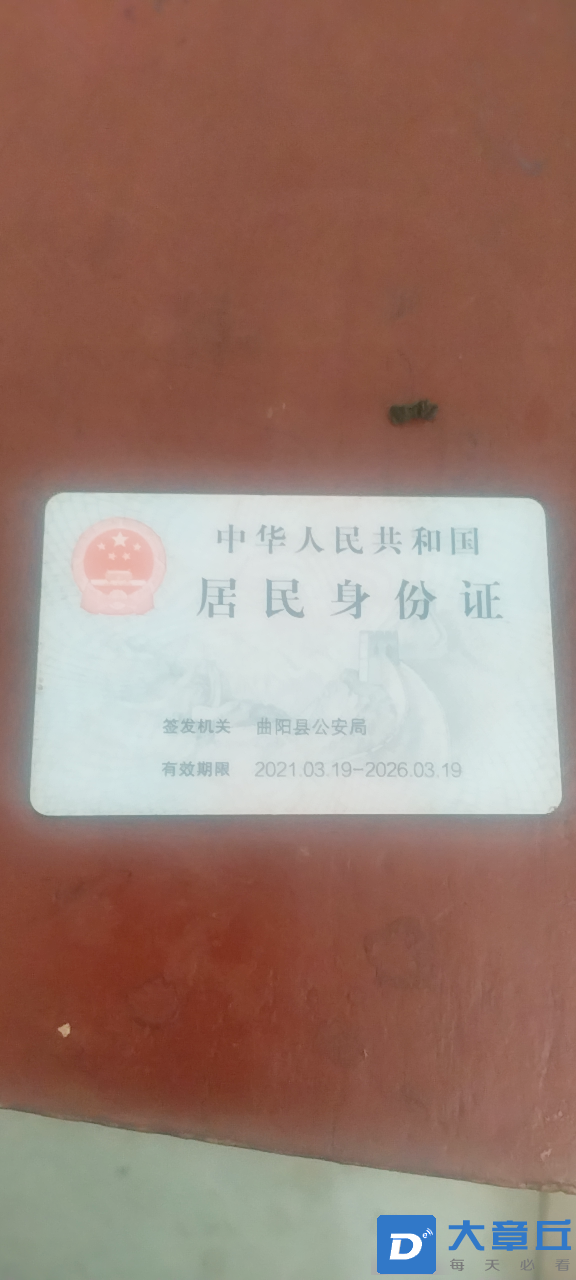 中华人民共和国
居民身份证
签发机关 曲阳县公安局
有效期限 2021.03.19-2026.03.19
D e
大章丘
每天必看